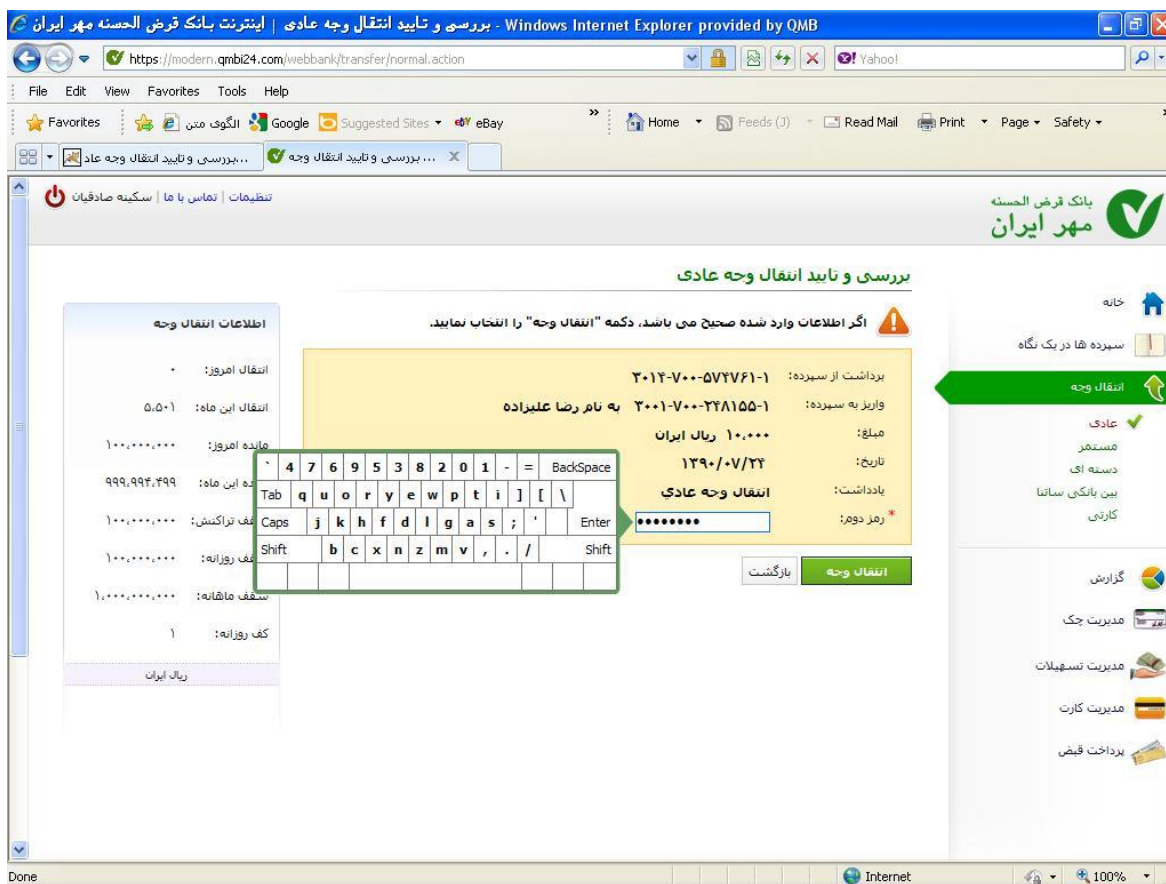 بررسی و تایید انتقال وجه عادی | اینترنت بانک قرض الحسنه مهر ایران - Windows Internet Explorer provided by QMB
https://modern.qmbi24.com/webbank/transfer/normal.action
Yahoo!
File Edit View Favorites Tools Help
Favorites الگوی متن Google Suggested Sites eBay » Home Feeds (J) Read Mail Print Page Safety
بررسی و تایید انتقال وجه عاد...
بررسی و تایید انتقال وجه ...
X
تنظیمات | تماس با ما | سکینه صادقیان
بانک قرض الحسنه
مهر ایران
خانه
سپرده ها در یک نگاه
انتقال وجه
عادی
مستمر
دسته ای
بین بانکی ساتنا
کارتی
گزارش
مدیریت چک
مدیریت تسهیلات
مدیریت کارت
پرداخت قبض
بررسی و تایید انتقال وجه عادی
اگر اطلاعات وارد شده صحیح می باشد، دکمه "انتقال وجه" را انتخاب نمایید.
برداشت از سپرده: ۳۰۱۴-۷۰۰-۵۷۴۷۶۱-۱
واریز به سپرده: ۳۰۰۱-۷۰۰-۲۴۸۱۵۵-۱ به نام رضا علیزاده
مبلغ: ۱۰،۰۰۰ ریال ایران
تاریخ: ۱۳۹۰/۰۷/۲۴
یادداشت: انتقال وجه عادي
* رمز دوم: ••••••••
انتقال وجه بازگشت
` 4 7 6 9 5 3 8 2 0 1 - = BackSpace
Tab q u o r y e w p t i ] [ \
Caps j k h f d l g a s ; ' Enter
Shift b c x n z m v , . / Shift
اطلاعات انتقال وجه
انتقال امروز: ۰
انتقال این ماه: ۵،۵۰۱
مانده امروز: ۱۰۰،۰۰۰،۰۰۰
ده این ماه: ۹۹۹،۹۹۴،۴۹۹
قف تراکنش: ۱۰۰،۰۰۰،۰۰۰
قف روزانه: ۱۰۰،۰۰۰،۰۰۰
سقف ماهانه: ۱،۰۰۰،۰۰۰،۰۰۰
کف روزانه: ۱
ریال ایران
Done Internet 100%